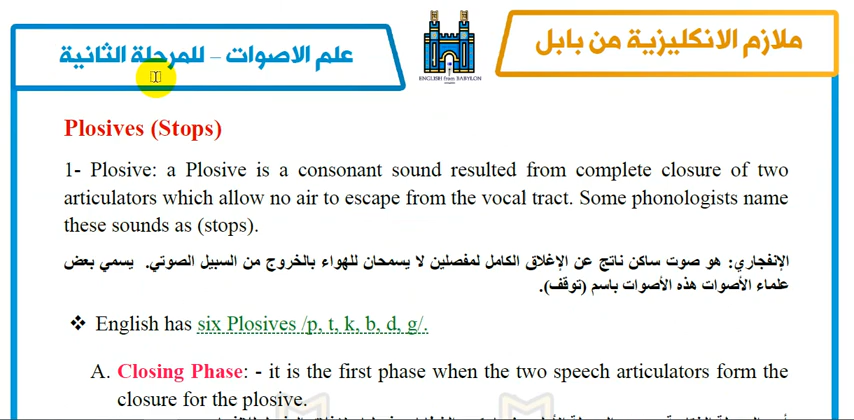 علم الاصوات – للمرحلة الثانية
ENGLISH from BABYLON
ملازم الانكليزية من بابل
Plosives (Stops)
1- Plosive: a Plosive is a consonant sound resulted from complete closure of two
articulators which allow no air to escape from the vocal tract. Some phonologists name
these sounds as (stops).
الإنفجاري: هو صوت ساكن ناتج عن الإغلاق الكامل لمفصلين لا يسمحان للهواء بالخروج من السبيل الصوتي. يسمي بعض
علماء الأصوات هذه الأصوات باسم (توقف).
❖ English has six Plosives /p, t, k, b, d, g/.
A. Closing Phase: - it is the first phase when the two speech articulators form the
closure for the plosive.